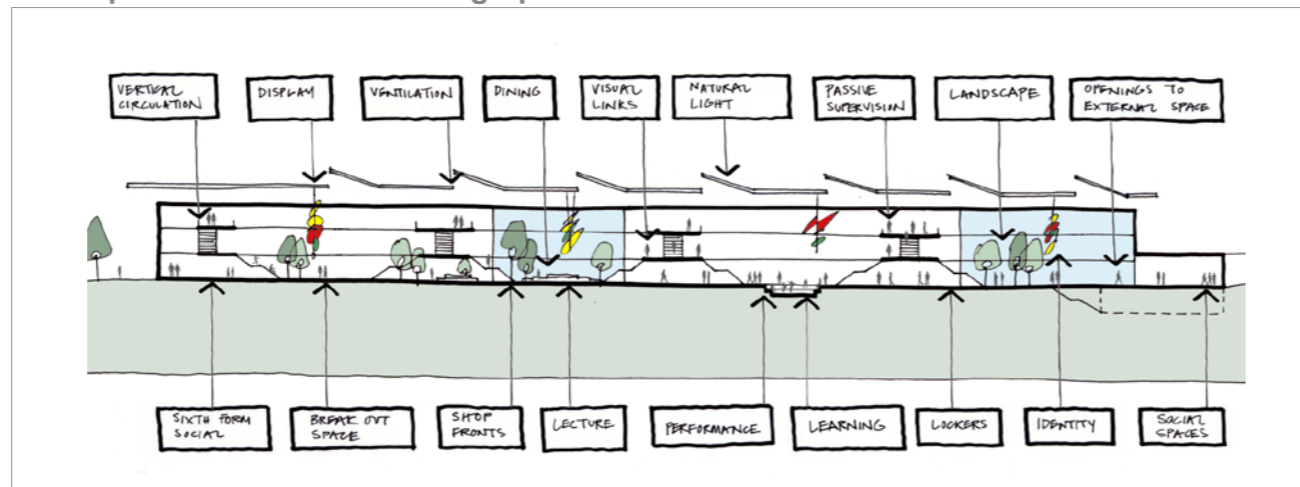 VERTICAL
CIRCULATION
DISPLAY
VENTILATION
DINING
VISUAL
LINKS
NATURAL
LIGHT
PASSIVE
SUPERVISION
LANDSCAPE
OPENINGS TO
EXTERNAL SPACE
SIXTH FORM
SOCIAL
BREAK OUT
SPACE
SHOP
FRONTS
LECTURE
PERFORMANCE
LEARNING
LOCKERS
IDENTITY
SOCIAL
SPACES